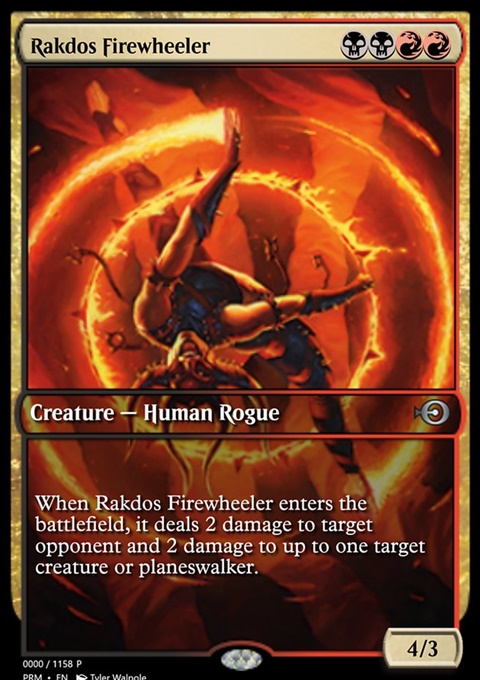 Rakdos Firewheeler
Creature — Human Rogue
When Rakdos Firewheeler enters the
battlefield, it deals 2 damage to target
opponent and 2 damage to up to one target
creature or planeswalker.
4/3
0000 / 1158 P
PRM • EN Tyler Walpole